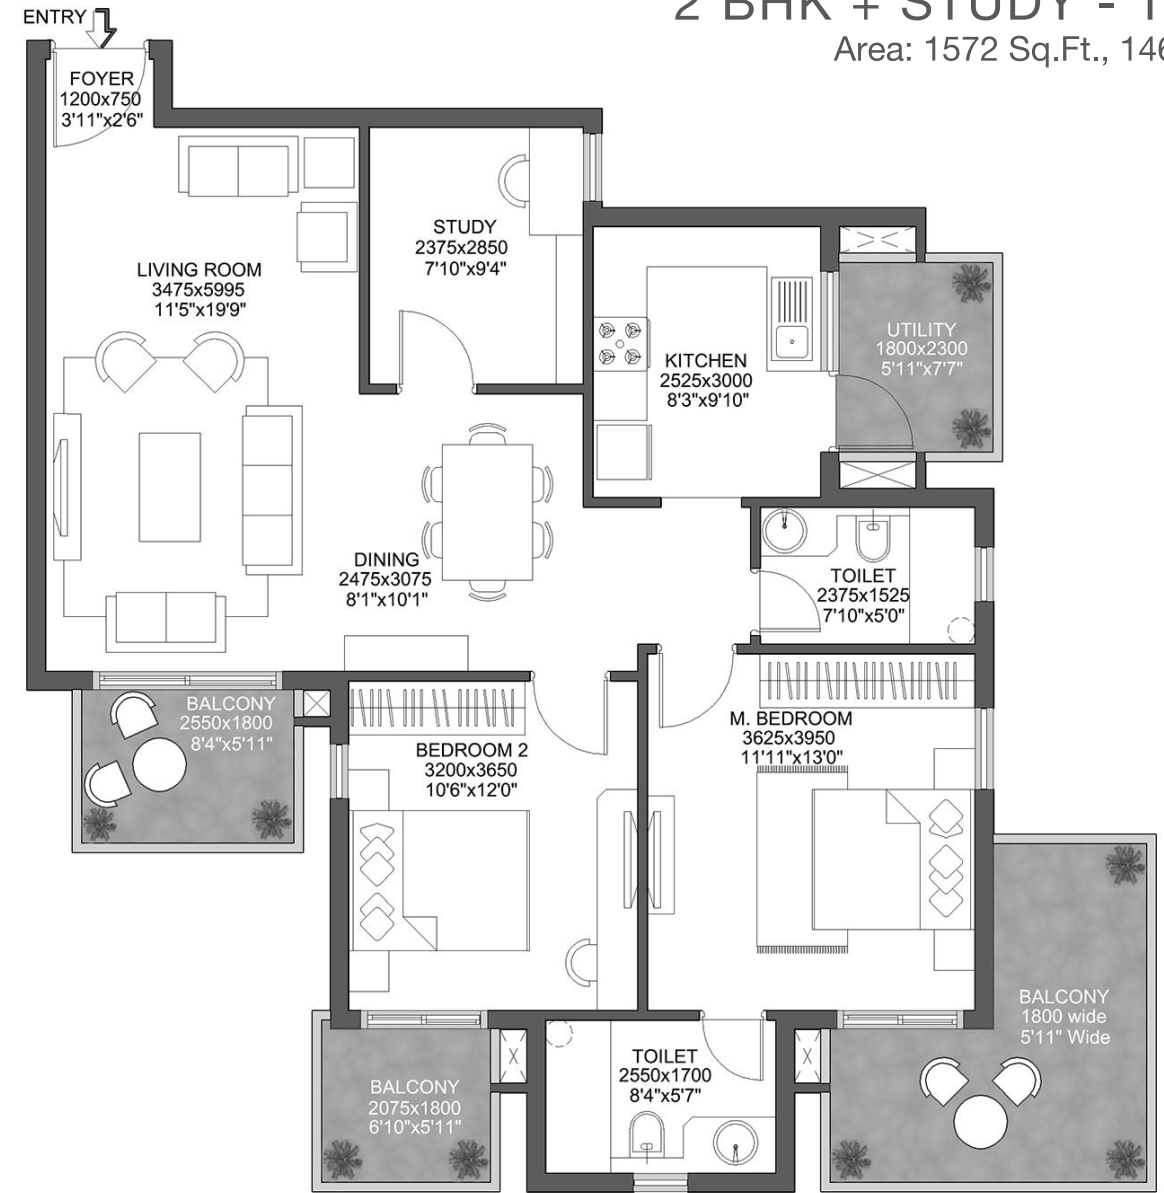 2 BHK + STUDY -
Area: 1572 Sq.Ft.,
ENTRY
FOYER
1200x750
3'11"x2'6"
LIVING ROOM
3475x5995
11'5"x19'9"
STUDY
2375x2850
7'10"x9'4"
KITCHEN
2525x3000
8'3"x9'10"
UTILITY
1800x2300
5'11"x7'7"
DINING
2475x3075
8'1"x10'1"
TOILET
2375x1525
7'10"x5'0"
BALCONY
2550x1800
8'4"x5'11"
BEDROOM 2
3200x3650
10'6"x12'0"
M. BEDROOM
3625x3950
11'11"x13'0"
BALCONY
1800 wide
5'11" Wide
BALCONY
2075x1800
6'10"x5'11"
TOILET
2550x1700
8'4"x5'7"